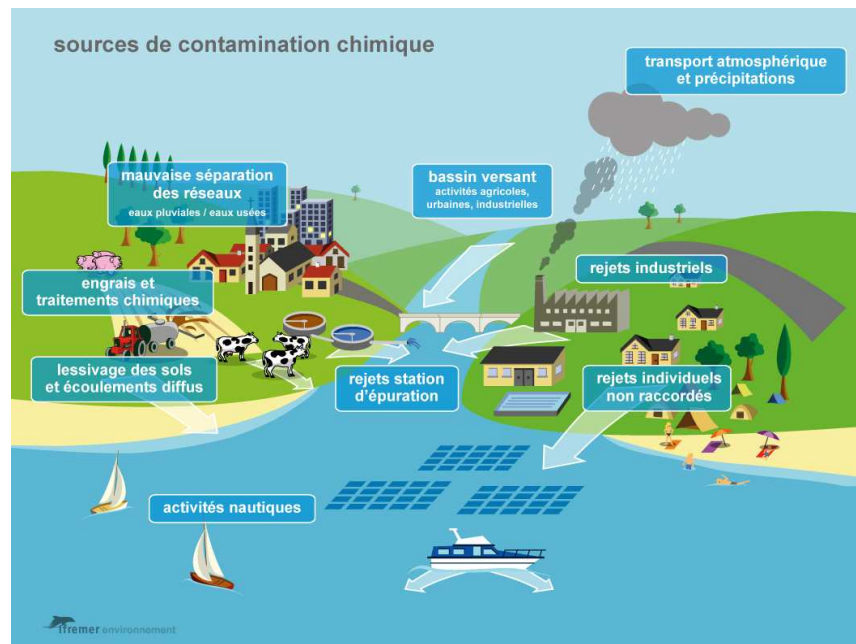 sources de contamination chimique
transport atmosphérique
et précipitations
mauvaise séparation
des réseaux
eaux pluviales / eaux usées
bassin versant
activités agricoles,
urbaines, industrielles
engrais et
traitements chimiques
rejets industriels
lessivage des sols
et écoulements diffus
rejets station
d'épuration
rejets individuels
non raccordés
activités nautiques
ifremer environnement